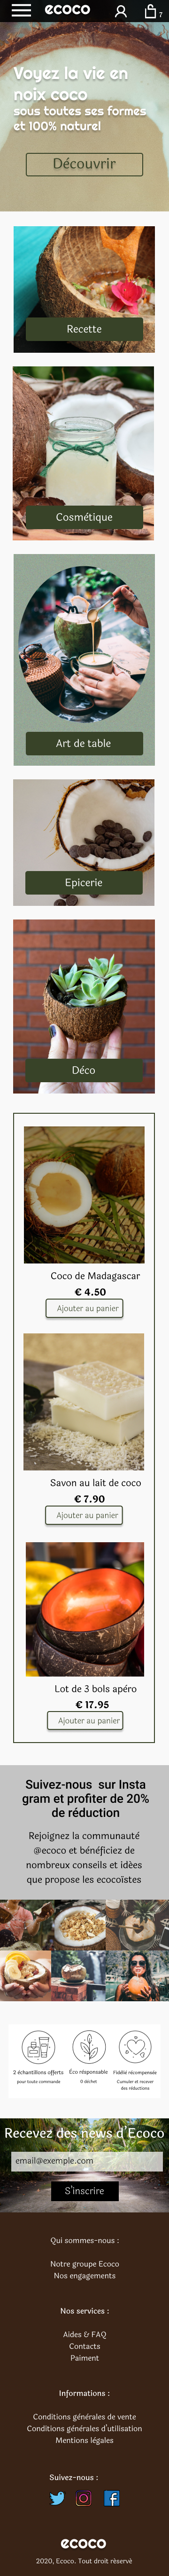 ecoco
7
Voyez la vie en
noix coco
sous toutes ses formes
et 100% naturel
Découvrir
Recette
Cosmétique
Art de table
Epicerie
Déco
Coco de Madagascar
€ 4.50
Ajouter au panier
Savon au lait de coco
€ 7.90
Ajouter au panier
Lot de 3 bols apéro
€ 17.95
Ajouter au panier
Suivez-nous sur Insta
gram et profiter de 20%
de réduction
Rejoignez la communauté
@ecoco et bénéficiez de
nombreux conseils et idées
que propose les ecocoïstes
2 échantillons offerts
pour toute commande
Éco résponsable
0 déchet
Fidélité récompensée
Cumuler et recever
des réductions
Recevez des news d'Ecoco
email@exemple.com
S'inscrire
Qui sommes-nous :
Notre groupe Ecoco
Nos engagements
Nos services :
Aides & FAQ
Contacts
Paiment
Informations :
Conditions générales de vente
Conditions générales d'utilisation
Mentions légales
Suivez-nous :
ecoco
2020, Ecoco. Tout droit réservé